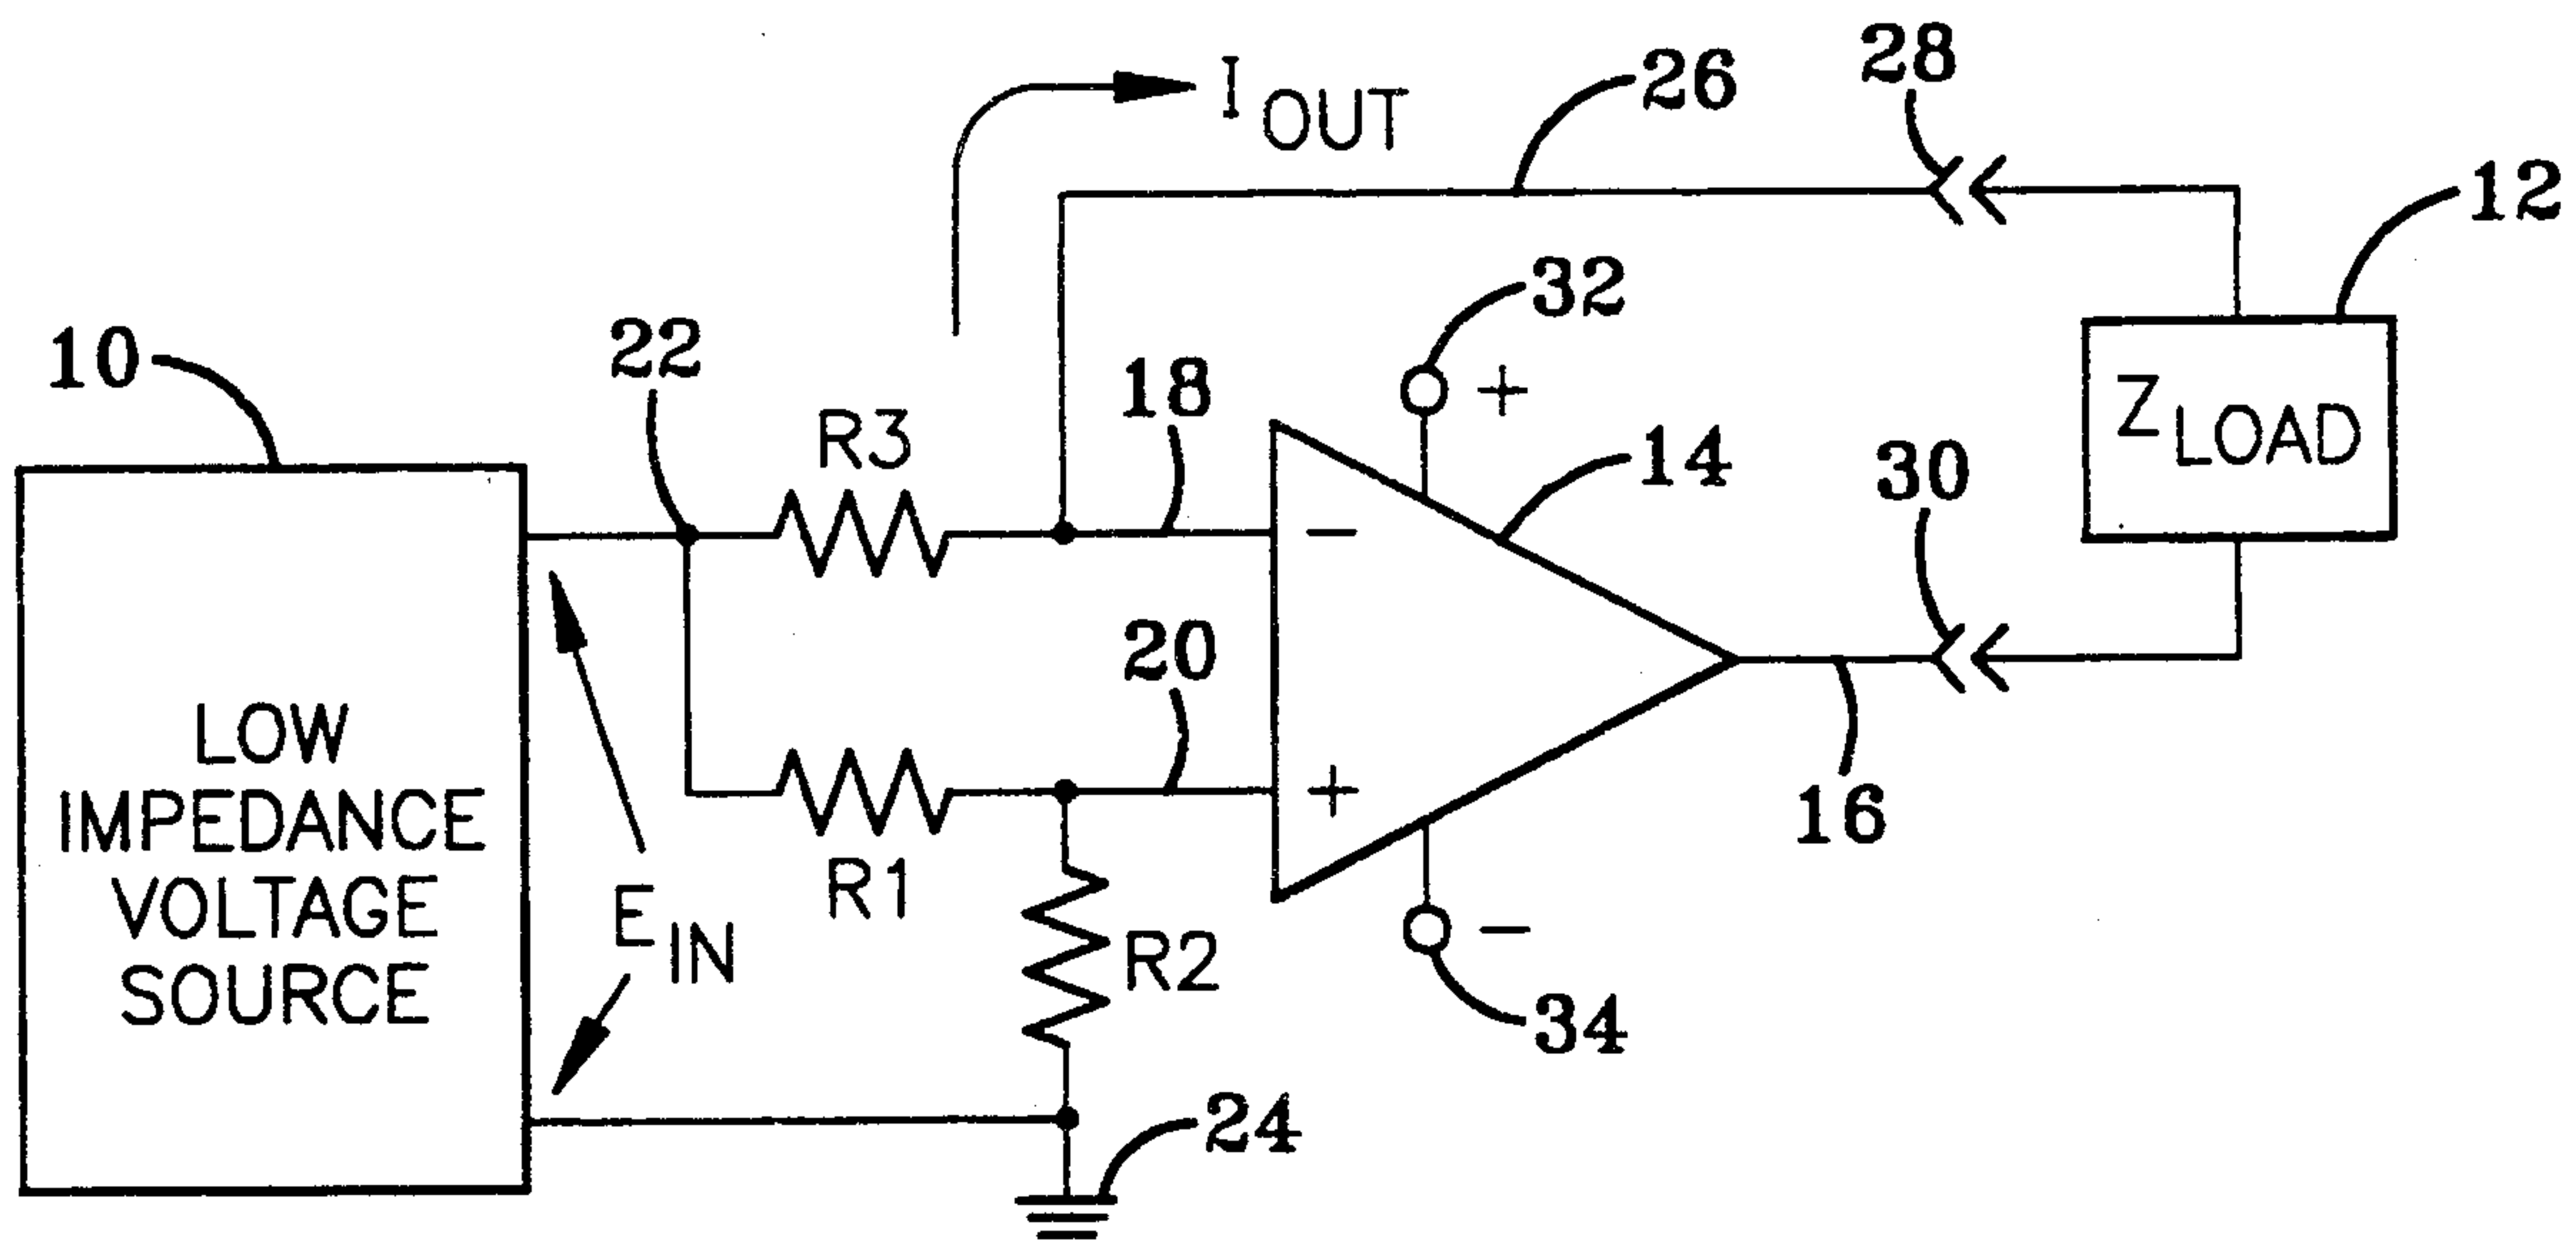 28
I OUT
26
12
32
10
22
18
R3
Z LOAD
14
30
−
+
LOW
IMPEDANCE
VOLTAGE
SOURCE
20
+
16
R1
E IN
R2
−
34
24